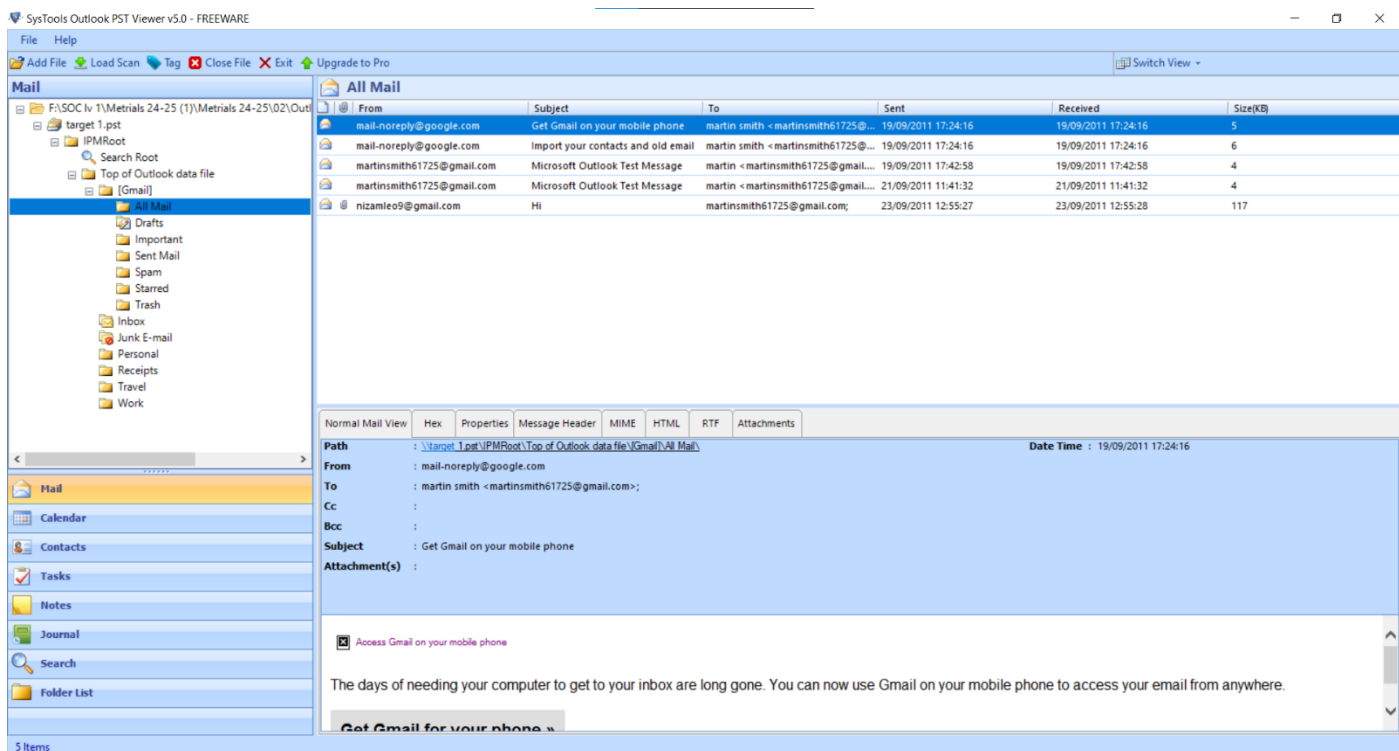 SysTools Outlook PST Viewer v5.0 - FREEWARE
File Help
Add File Load Scan Tag Close File Exit Upgrade to Pro Switch View
Mail
F:\SOC lv 1\Metrials 24-25 (1)\Metrials 24-25\02\Outl
target 1.pst
IPMRoot
Search Root
Top of Outlook data file
[Gmail]
All Mail
Drafts
Important
Sent Mail
Spam
Starred
Trash
Inbox
Junk E-mail
Personal
Receipts
Travel
Work
Mail
Calendar
Contacts
Tasks
Notes
Journal
Search
Folder List
All Mail
From Subject To Sent Received Size(KB)
mail-noreply@google.com Get Gmail on your mobile phone martin smith <martinsmith61725@... 19/09/2011 17:24:16 19/09/2011 17:24:16 5
mail-noreply@google.com Import your contacts and old email martin smith <martinsmith61725@... 19/09/2011 17:24:16 19/09/2011 17:24:16 6
martinsmith61725@gmail.com Microsoft Outlook Test Message martin <martinsmith61725@gmail.... 19/09/2011 17:42:58 19/09/2011 17:42:58 4
martinsmith61725@gmail.com Microsoft Outlook Test Message martin <martinsmith61725@gmail.... 21/09/2011 11:41:32 21/09/2011 11:41:32 4
nizamleo9@gmail.com Hi martinsmith61725@gmail.com; 23/09/2011 12:55:27 23/09/2011 12:55:28 117
Normal Mail View Hex Properties Message Header MIME HTML RTF Attachments
Path : \\target 1.pst\IPMRoot\Top of Outlook data file\[Gmail]\All Mail\ Date Time : 19/09/2011 17:24:16
From : mail-noreply@google.com
To : martin smith <martinsmith61725@gmail.com>;
Cc :
Bcc :
Subject : Get Gmail on your mobile phone
Attachment(s) :
Access Gmail on your mobile phone
The days of needing your computer to get to your inbox are long gone. You can now use Gmail on your mobile phone to access your email from anywhere.
Get Gmail for your phone »
5 Items